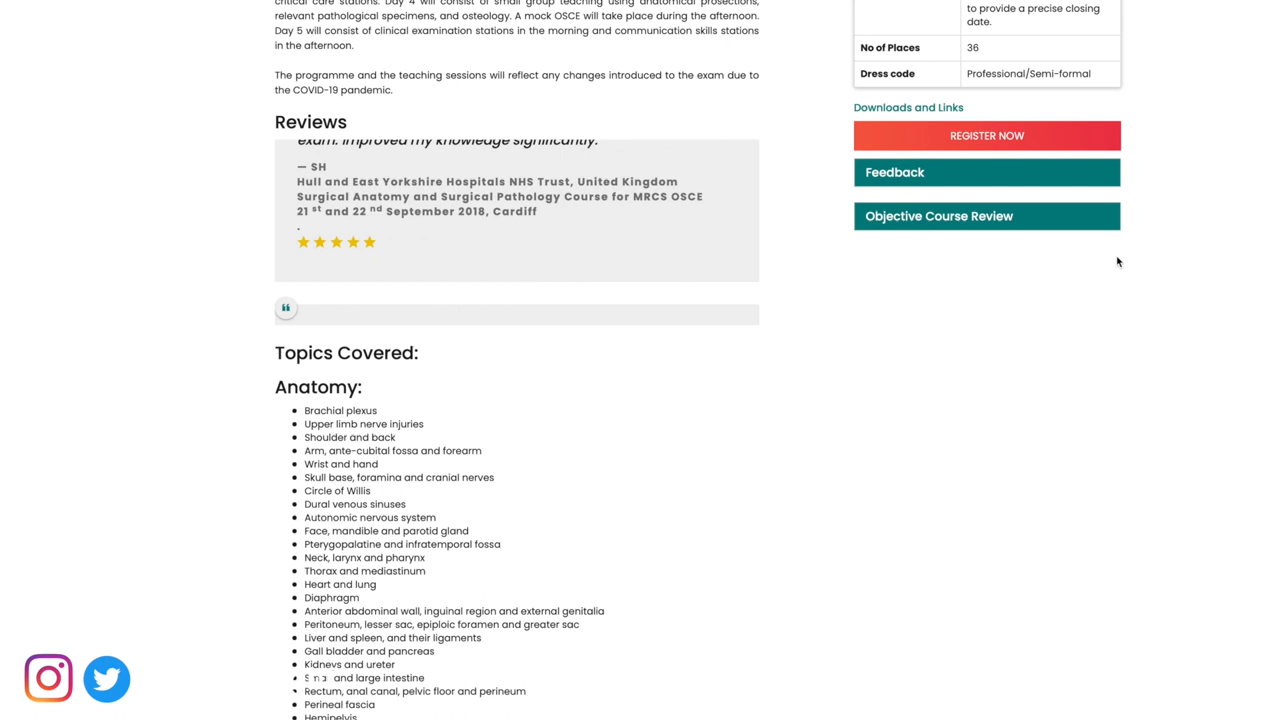 critical care stations. Day 4 will consist of small group teaching using anatomical prosections,
relevant pathological specimens, and osteology. A mock OSCE will take place during the afternoon.
Day 5 will consist of clinical examination stations in the morning and communication skills stations
in the afternoon.
The programme and the teaching sessions will reflect any changes introduced to the exam due to
the COVID-19 pandemic.
Reviews
exam. Improved my knowledge significantly.
— SH
Hull and East Yorkshire Hospitals NHS Trust, United Kingdom
Surgical Anatomy and Surgical Pathology Course for MRCS OSCE
21 st and 22 nd September 2018, Cardiff
.
Topics Covered:
Anatomy:
Brachial plexus
Upper limb nerve injuries
Shoulder and back
Arm, ante-cubital fossa and forearm
Wrist and hand
Skull base, foramina and cranial nerves
Circle of Willis
Dural venous sinuses
Autonomic nervous system
Face, mandible and parotid gland
Pterygopalatine and infratemporal fossa
Neck, larynx and pharynx
Thorax and mediastinum
Heart and lung
Diaphragm
Anterior abdominal wall, inguinal region and external genitalia
Peritoneum, lesser sac, epiploic foramen and greater sac
Liver and spleen, and their ligaments
Gall bladder and pancreas
Kidneys and ureter
Small and large intestine
Rectum, anal canal, pelvic floor and perineum
Perineal fascia
Hemipelvis
to provide a precise closing
date.
No of Places 36
Dress code Professional/Semi-formal
Downloads and Links
REGISTER NOW
Feedback
Objective Course Review